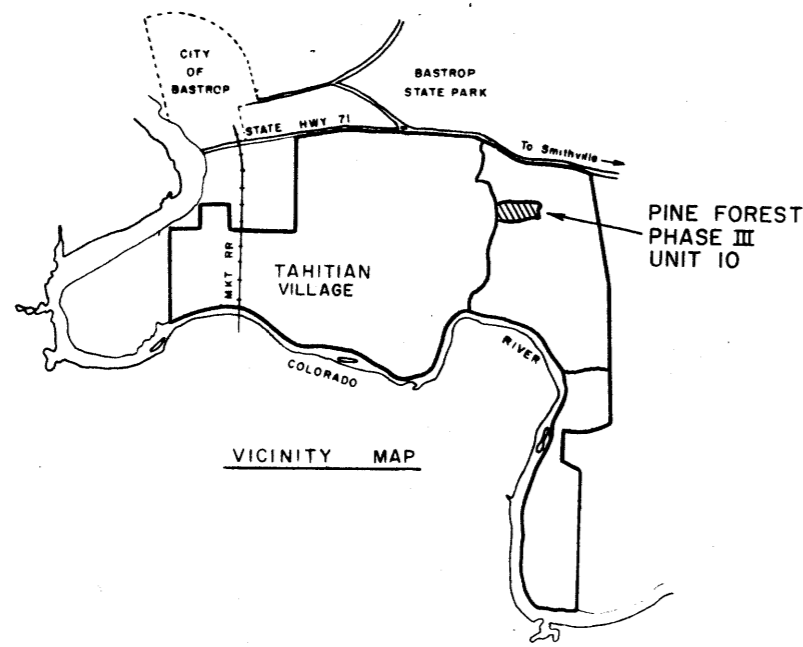 CITY
OF
BASTROP
BASTROP
STATE PARK
STATE HWY 71
To Smithville
PINE FOREST
PHASE III
UNIT 10
TAHITIAN
VILLAGE
MKT RR
RIVER
COLORADO
VICINITY MAP